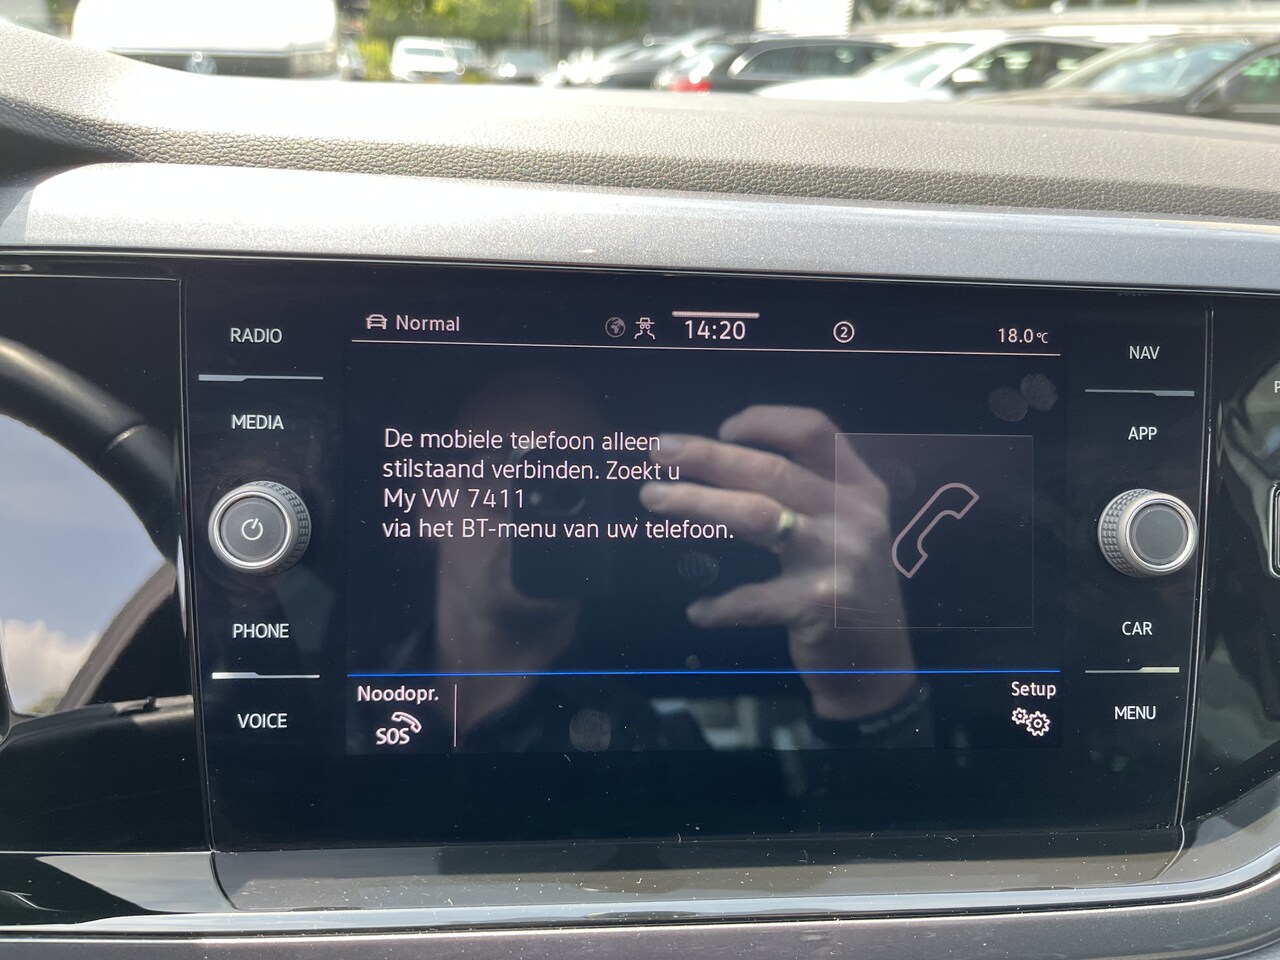 RADIO
MEDIA
PHONE
VOICE
Normal
14:20
2
18.0°C
De mobiele telefoon alleen
stilstaand verbinden. Zoekt u
My VW 7411
via het BT-menu van uw telefoon.
Noodopr.
SOS
Setup
NAV
APP
CAR
MENU
P